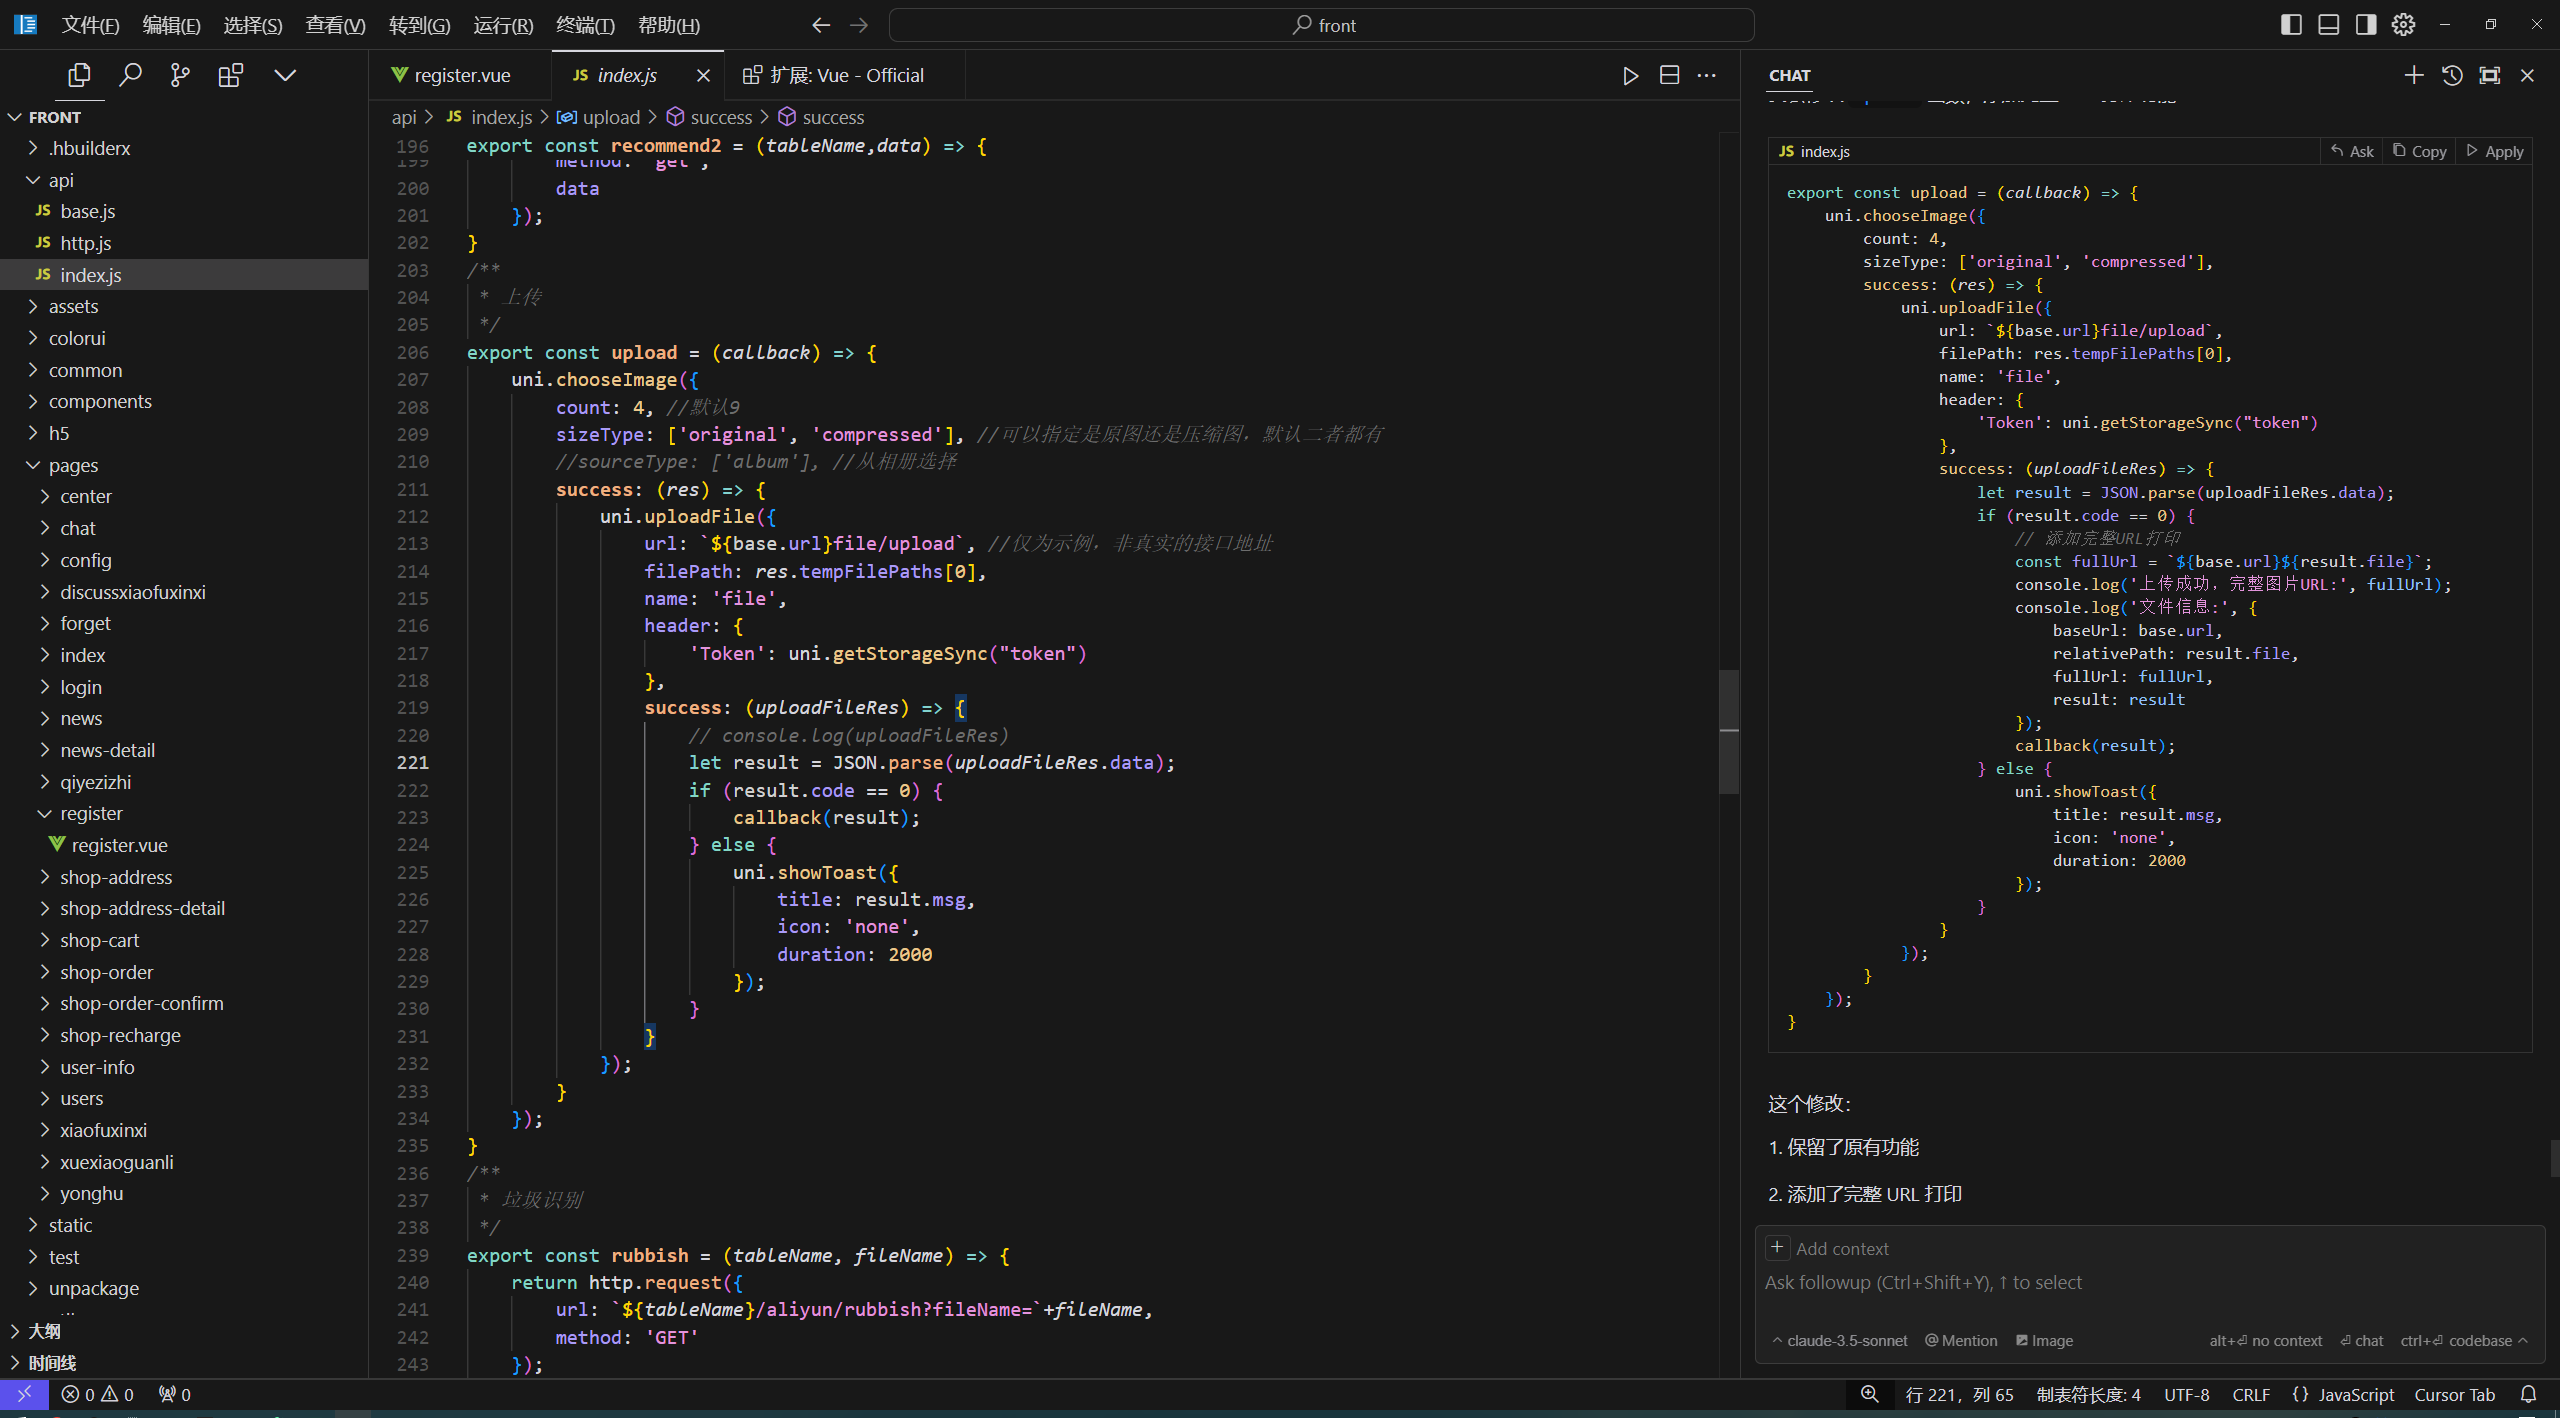 文件(F) 编辑(E) 选择(S) 查看(V) 转到(G) 运行(R) 终端(T) 帮助(H)
front
FRONT
.hbuilderx
api
JS base.js
JS http.js
JS index.js
assets
colorui
common
components
h5
pages
center
chat
config
discussxiaofuxinxi
forget
index
login
news
news-detail
qiyezizhi
register
register.vue
shop-address
shop-address-detail
shop-cart
shop-order
shop-order-confirm
shop-recharge
user-info
users
xiaofuxinxi
xuexiaoguanli
yonghu
static
test
unpackage
大纲
时间线
register.vue JS index.js 扩展: Vue - Official
api > JS index.js > upload > success > success
196 export const recommend2 = (tableName,data) => {
199 method: 'get',
200 data
201 });
202 }
203 /**
204 * 上传
205 */
206 export const upload = (callback) => {
207 uni.chooseImage({
208 count: 4, //默认9
209 sizeType: ['original', 'compressed'], //可以指定是原图还是压缩图，默认二者都有
210 //sourceType: ['album'], //从相册选择
211 success: (res) => {
212 uni.uploadFile({
213 url: `${base.url}file/upload`, //仅为示例，非真实的接口地址
214 filePath: res.tempFilePaths[0],
215 name: 'file',
216 header: {
217 'Token': uni.getStorageSync("token")
218 },
219 success: (uploadFileRes) => {
220 // console.log(uploadFileRes)
221 let result = JSON.parse(uploadFileRes.data);
222 if (result.code == 0) {
223 callback(result);
224 } else {
225 uni.showToast({
226 title: result.msg,
227 icon: 'none',
228 duration: 2000
229 });
230 }
231 }
232 });
233 }
234 });
235 }
236 /**
237 * 垃圾识别
238 */
239 export const rubbish = (tableName, fileName) => {
240 return http.request({
241 url: `${tableName}/aliyun/rubbish?fileName=`+fileName,
242 method: 'GET'
243 });
CHAT
JS index.js Ask Copy Apply
export const upload = (callback) => {
uni.chooseImage({
count: 4,
sizeType: ['original', 'compressed'],
success: (res) => {
uni.uploadFile({
url: `${base.url}file/upload`,
filePath: res.tempFilePaths[0],
name: 'file',
header: {
'Token': uni.getStorageSync("token")
},
success: (uploadFileRes) => {
let result = JSON.parse(uploadFileRes.data);
if (result.code == 0) {
// 添加完整URL打印
const fullUrl = `${base.url}${result.file}`;
console.log('上传成功，完整图片URL:', fullUrl);
console.log('文件信息:', {
baseUrl: base.url,
relativePath: result.file,
fullUrl: fullUrl,
result: result
});
callback(result);
} else {
uni.showToast({
title: result.msg,
icon: 'none',
duration: 2000
});
}
}
});
}
});
}
这个修改：
1. 保留了原有功能
2. 添加了完整 URL 打印
+ Add context
Ask followup (Ctrl+Shift+Y), ↑ to select
claude-3.5-sonnet @ Mention Image alt+⏎ no context ⏎ chat ctrl+⏎ codebase
0 0 0 行 221，列 65 制表符长度: 4 UTF-8 CRLF {} JavaScript Cursor Tab